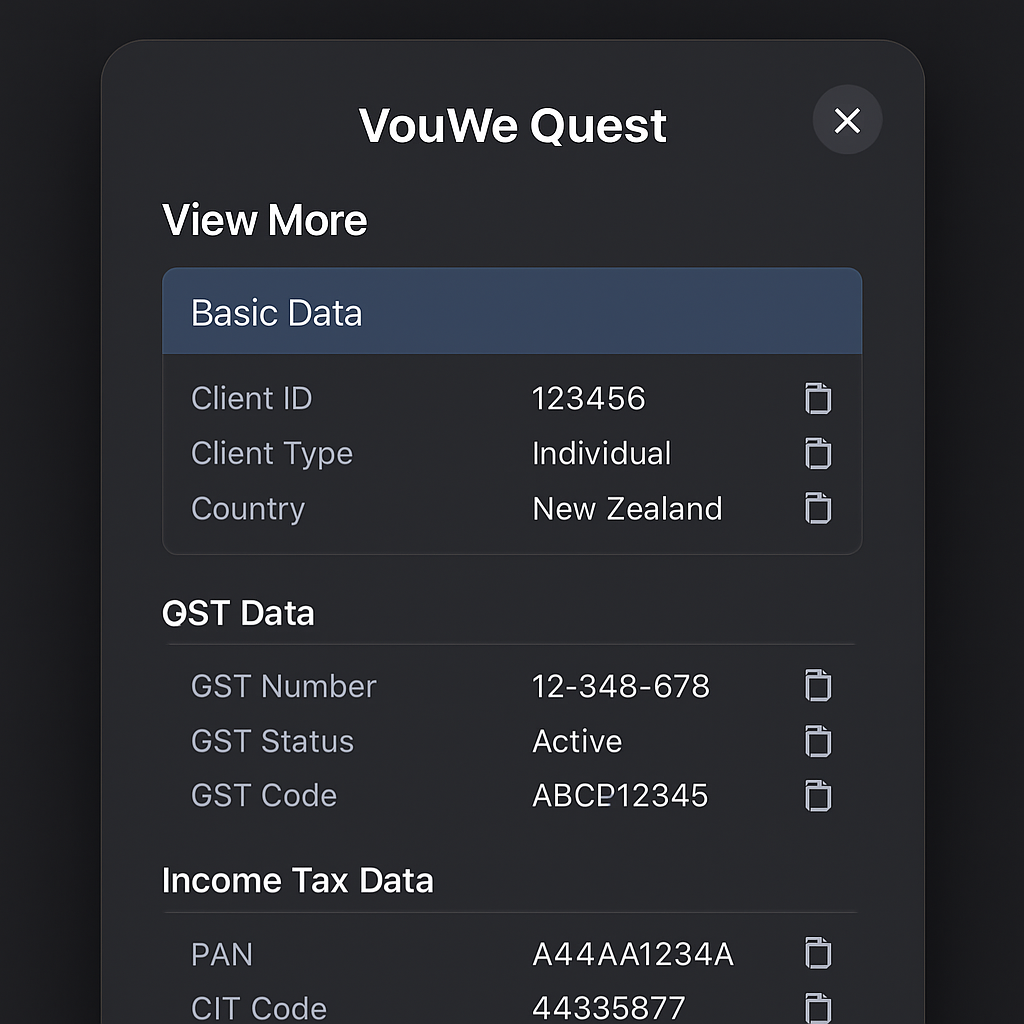 VouWe Quest
View More
Basic Data
Client ID 123456
Client Type Individual
Country New Zealand
GST Data
GST Number 12-348-678
GST Status Active
GST Code
Income Tax Data
PAN A44AA1234A
CIT Code 44335877